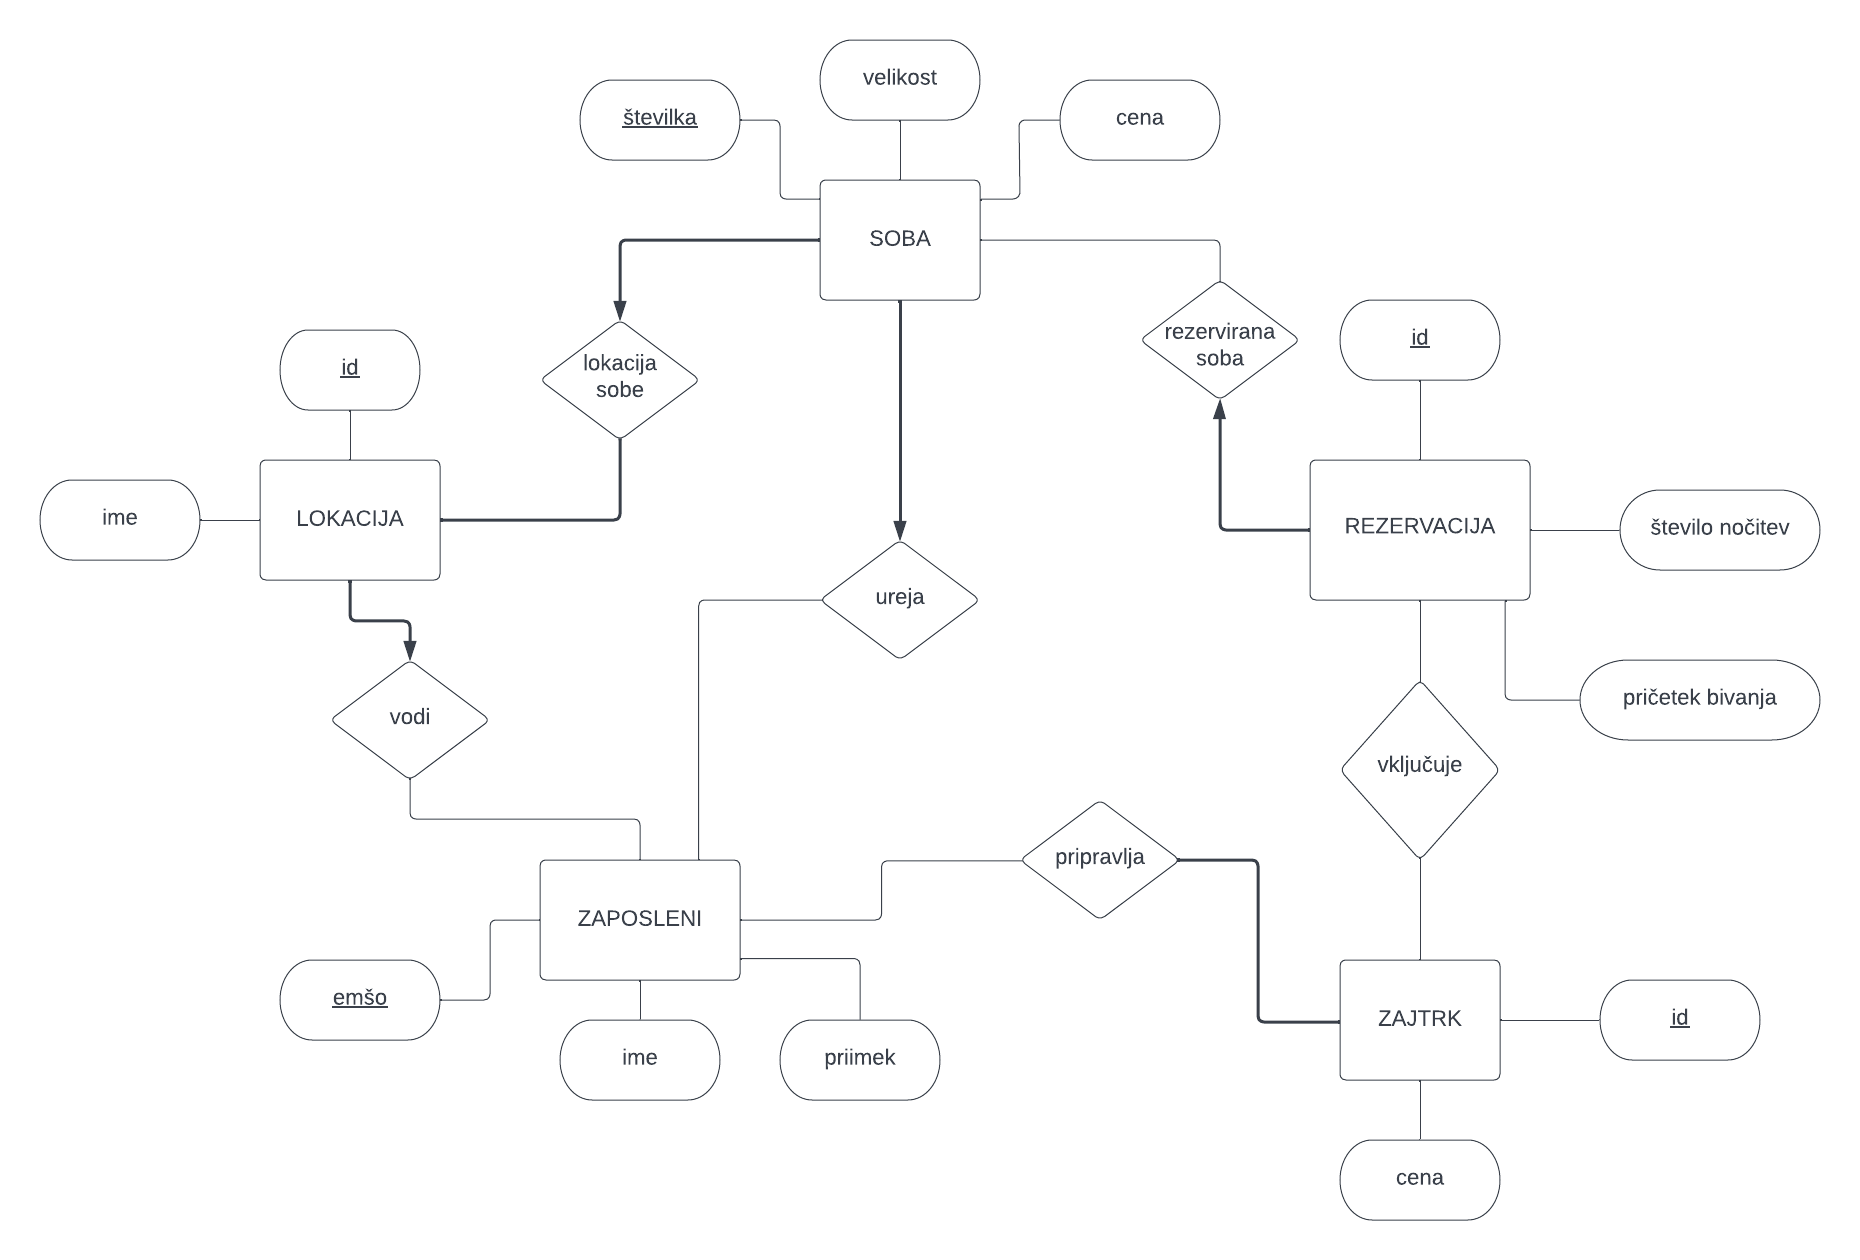 velikost
številka
cena
SOBA
rezervirana
soba
id
lokacija
sobe
id
ime
LOKACIJA
REZERVACIJA
število nočitev
ureja
pričetek bivanja
vodi
vključuje
pripravlja
ZAPOSLENI
emšo
ime
priimek
ZAJTRK
id
cena